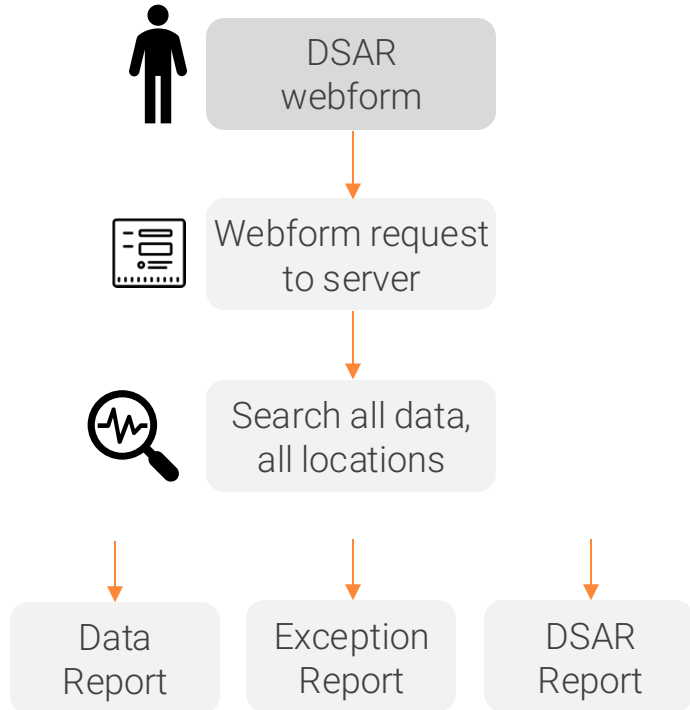 DSAR
webform
Webform request
to server
Search all data,
all locations
Data
Report
Exception
Report
DSAR
Report